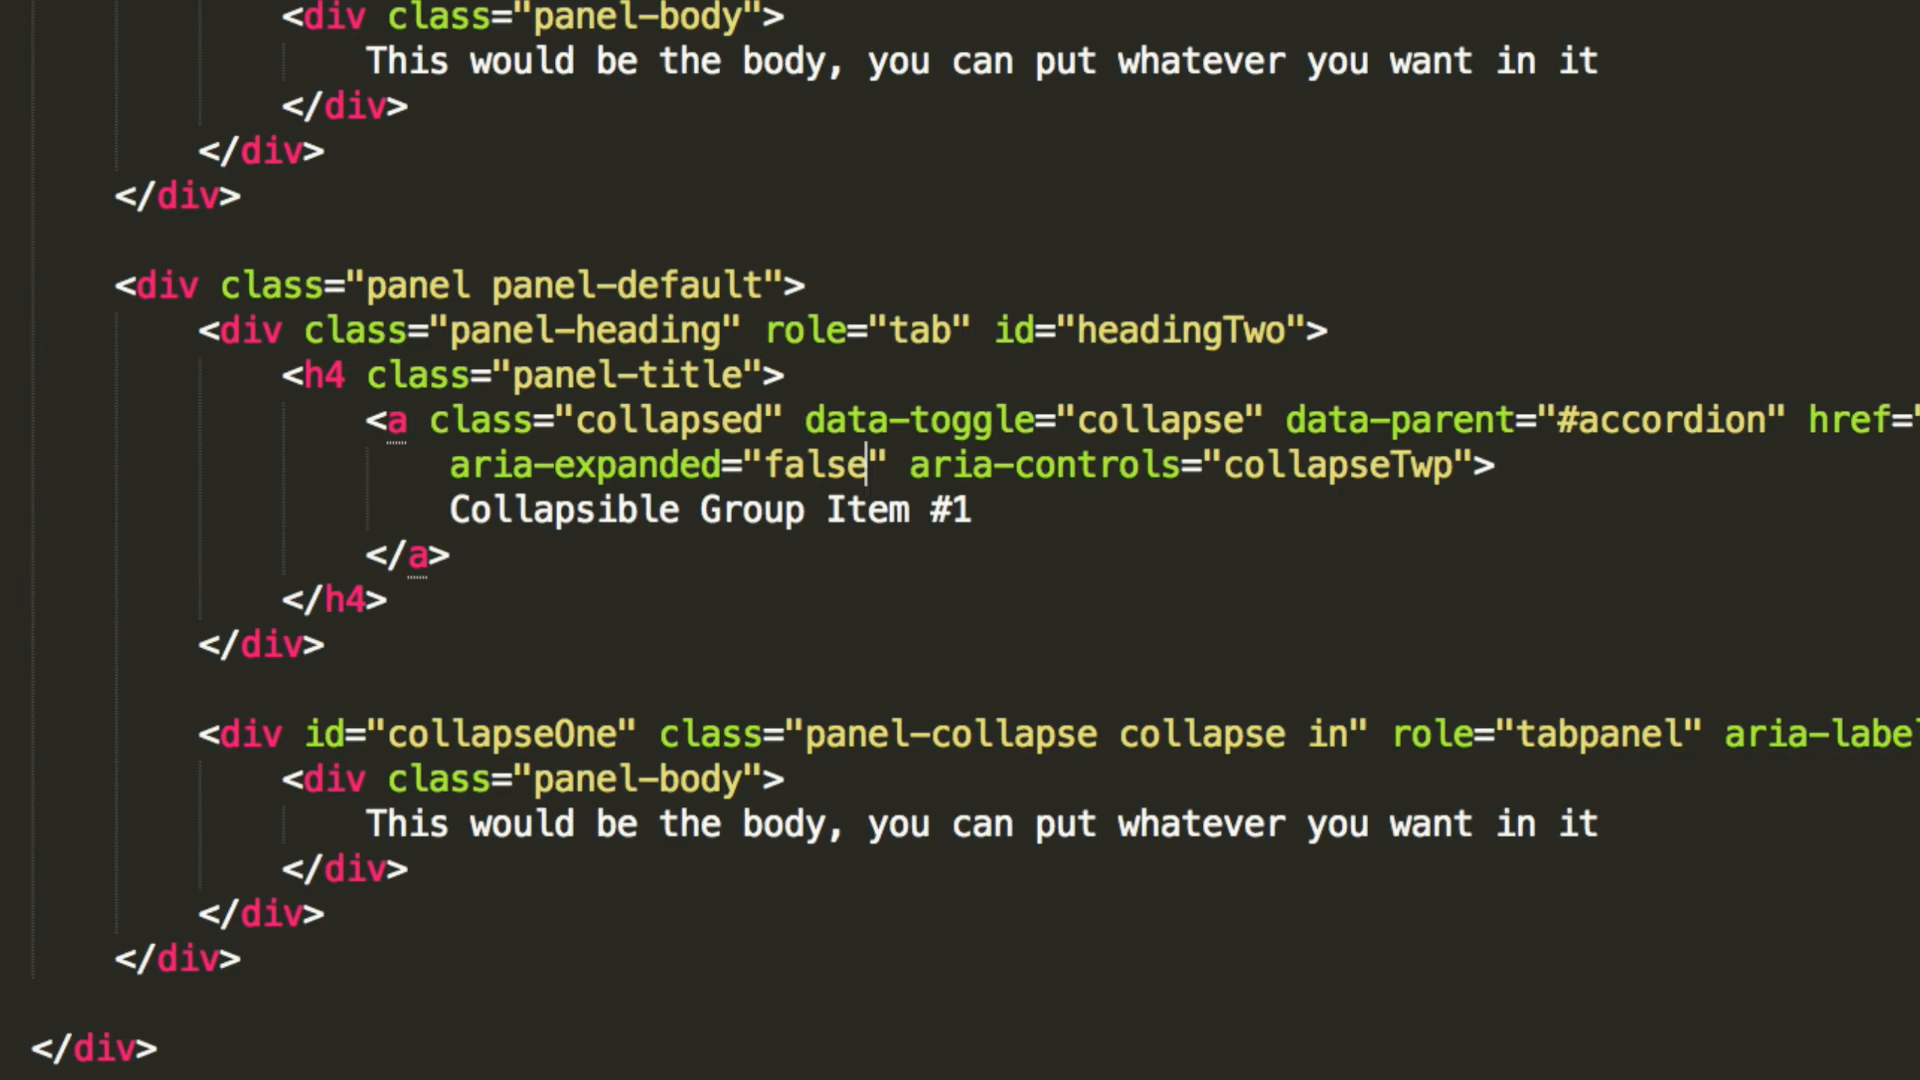 <div class="panel-body">
This would be the body, you can put whatever you want in it
</div>
</div>
</div>
<div class="panel panel-default">
<div class="panel-heading" role="tab" id="headingTwo">
<h4 class="panel-title">
<a class="collapsed" data-toggle="collapse" data-parent="#accordion" href="
aria-expanded="false" aria-controls="collapseTwp">
Collapsible Group Item #1
</a>
</h4>
</div>
<div id="collapseOne" class="panel-collapse collapse in" role="tabpanel" aria-label
<div class="panel-body">
This would be the body, you can put whatever you want in it
</div>
</div>
</div>
</div>